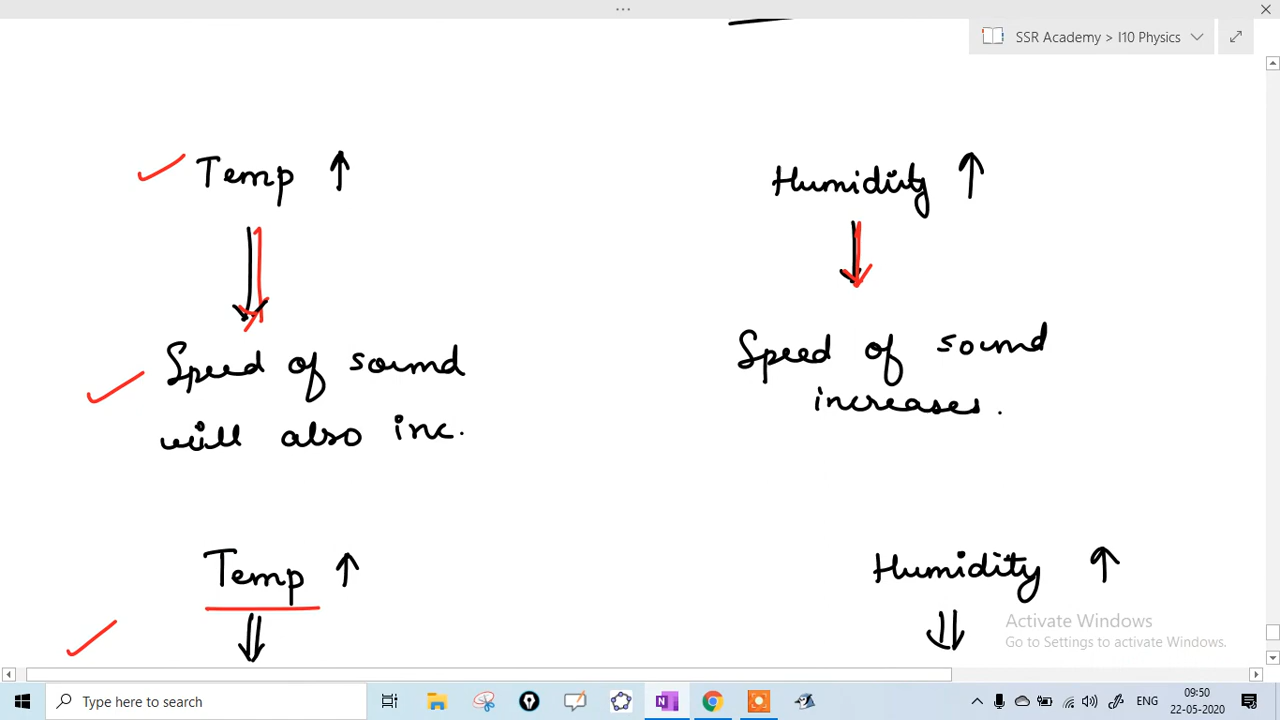 SSR Academy > I10 Physics
Temp ↑
Humidity ↑
Speed of sound
will also inc.
Speed of sound
increases.
Temp ↑
Humidity ↑
Activate Windows
Go to Settings to activate Windows.
Type here to search
ENG
09:50
22-05-2020